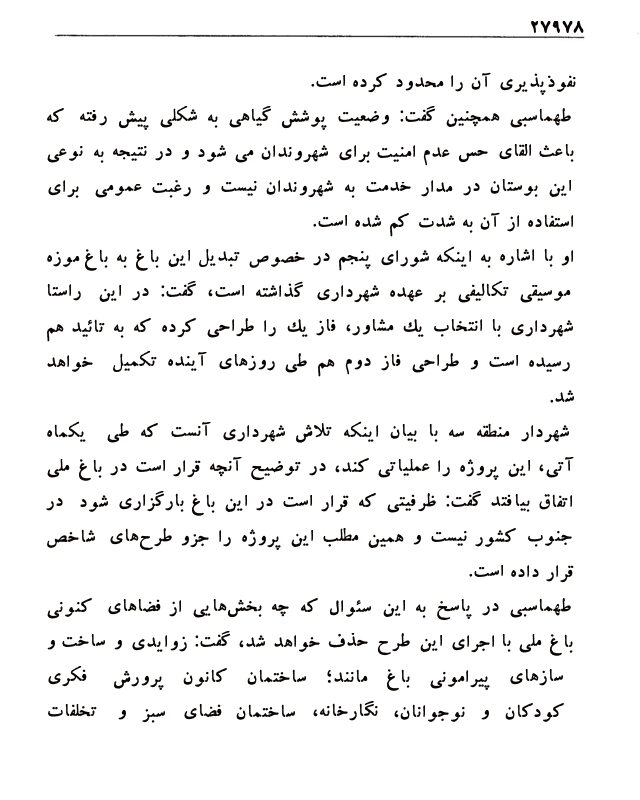 ۲۷۹۷۸
نفوذپذیری آن را محدود کرده است.
طهماسبی همچنین گفت: وضعیت پوشش گیاهی به شکلی پیش رفته که
باعث القای حس عدم امنیت برای شهروندان می شود و در نتیجه به نوعی
این بوستان در مدار خدمت به شهروندان نیست و رغبت عمومی برای
استفاده از آن به شدت کم شده است.
او با اشاره به اینکه شورای پنجم در خصوص تبدیل این باغ به باغ موزه
موسیقی تکالیفی بر عهده شهرداری گذاشته است، گفت: در این راستا
شهرداری با انتخاب یك مشاور، فاز یك را طراحی کرده که به تائید هم
رسیده است و طراحی فاز دوم هم طی روزهای آینده تکمیل خواهد
شد.
شهردار منطقه سه با بیان اینکه تلاش شهرداری آنست که طی یکماه
آتی، این پروژه را عملیاتی کند، در توضیح آنچه قرار است در باغ ملی
اتفاق بیافتد گفت: ظرفیتی که قرار است در این باغ بارگزاری شود در
جنوب کشور نیست و همین مطلب این پروژه را جزو طرح‌های شاخص
قرار داده است.
طهماسبی در پاسخ به این سئوال که چه بخش‌هایی از فضاهای کنونی
باغ ملی با اجرای این طرح حذف خواهد شد، گفت: زوایدی و ساخت و
سازهای پیرامونی باغ مانند؛ ساختمان کانون پرورش فکری
کودکان و نوجوانان، نگارخانه، ساختمان فضای سبز و تخلفات